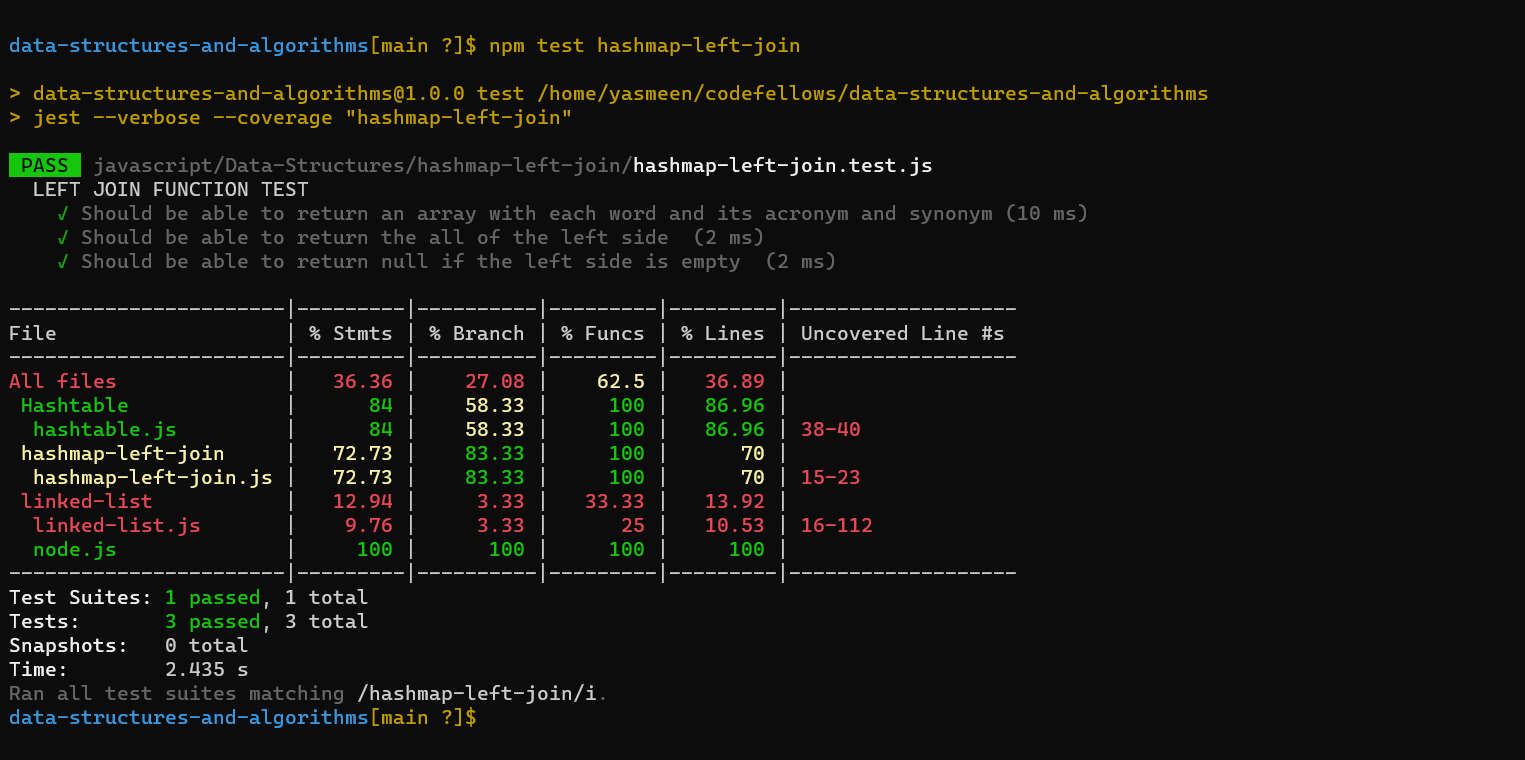 data-structures-and-algorithms[main ?]$ npm test hashmap-left-join
> data-structures-and-algorithms@1.0.0 test /home/yasmeen/codefellows/data-structures-and-algorithms
> jest --verbose --coverage "hashmap-left-join"
PASS javascript/Data-Structures/hashmap-left-join/hashmap-left-join.test.js
LEFT JOIN FUNCTION TEST
√ Should be able to return an array with each word and its acronym and synonym (10 ms)
√ Should be able to return the all of the left side  (2 ms)
√ Should be able to return null if the left side is empty  (2 ms)
-----------------------|---------|----------|---------|---------|-------------------
File                   | % Stmts | % Branch | % Funcs | % Lines | Uncovered Line #s
-----------------------|---------|----------|---------|---------|-------------------
All files              |   36.36 |    27.08 |    62.5 |   36.89 |
 Hashtable             |      84 |    58.33 |     100 |   86.96 |
  hashtable.js         |      84 |    58.33 |     100 |   86.96 | 38-40
 hashmap-left-join     |   72.73 |    83.33 |     100 |      70 |
  hashmap-left-join.js |   72.73 |    83.33 |     100 |      70 | 15-23
 linked-list           |   12.94 |     3.33 |   33.33 |   13.92 |
  linked-list.js       |    9.76 |     3.33 |      25 |   10.53 | 16-112
  node.js              |     100 |      100 |     100 |     100 |
-----------------------|---------|----------|---------|---------|-------------------
Test Suites: 1 passed, 1 total
Tests:       3 passed, 3 total
Snapshots:   0 total
Time:        2.435 s
Ran all test suites matching /hashmap-left-join/i.
data-structures-and-algorithms[main ?]$